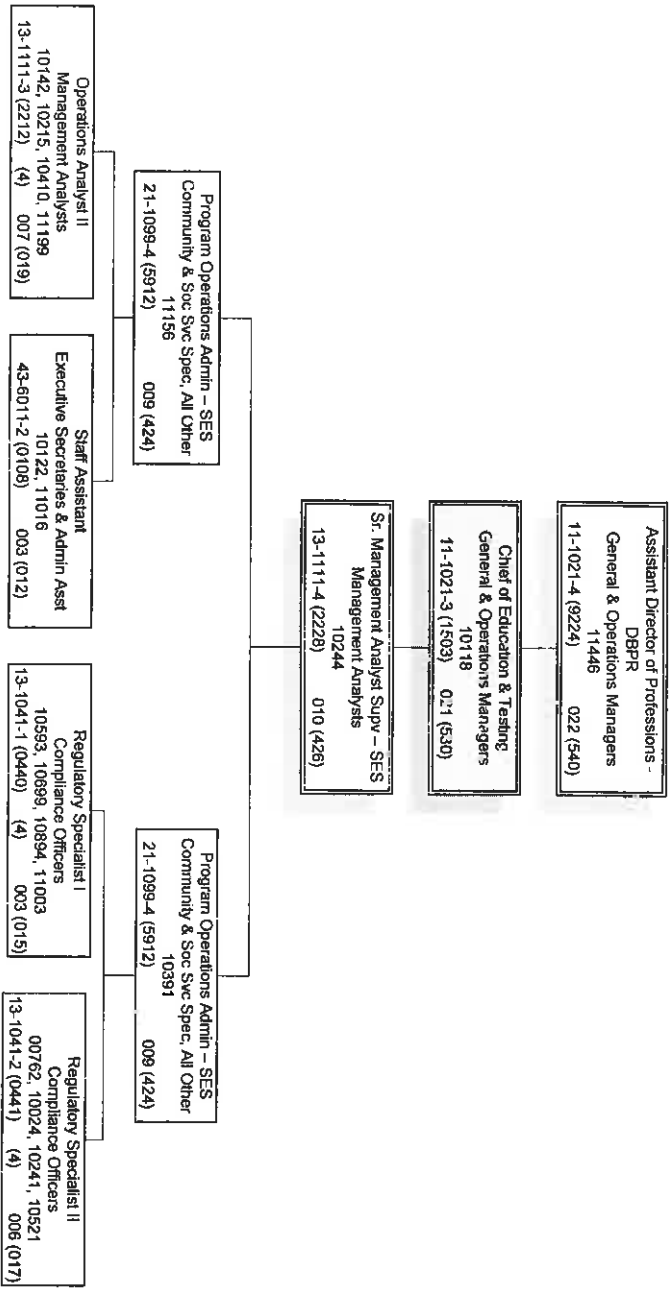 Assistant Director of Professions -
DBPR
General & Operations Managers
11446
11-1021-4 (9224) 022 (540)
Chief of Education & Testing
General & Operations Managers
10118
11-1021-3 (1503) 021 (530)
Sr. Management Analyst Supv – SES
Management Analysts
10244
13-1111-4 (2228) 010 (426)
Program Operations Admin – SES
Community & Soc Svc Spec, All Other
11156
21-1099-4 (5912) 009 (424)
Program Operations Admin – SES
Community & Soc Svc Spec, All Other
10391
21-1099-4 (5912) 009 (424)
Operations Analyst II
Management Analysts
10142, 10215, 10410, 11199
13-1111-3 (2212) (4) 007 (019)
Staff Assistant
Executive Secretaries & Admin Asst
10122, 11016
43-6011-2 (0108) 003 (012)
Regulatory Specialist I
Compliance Officers
10593, 10699, 10894, 11003
13-1041-1 (0440) (4) 003 (015)
Regulatory Specialist II
Compliance Officers
00762, 10024, 10241, 10521
13-1041-2 (0441) (4) 006 (017)